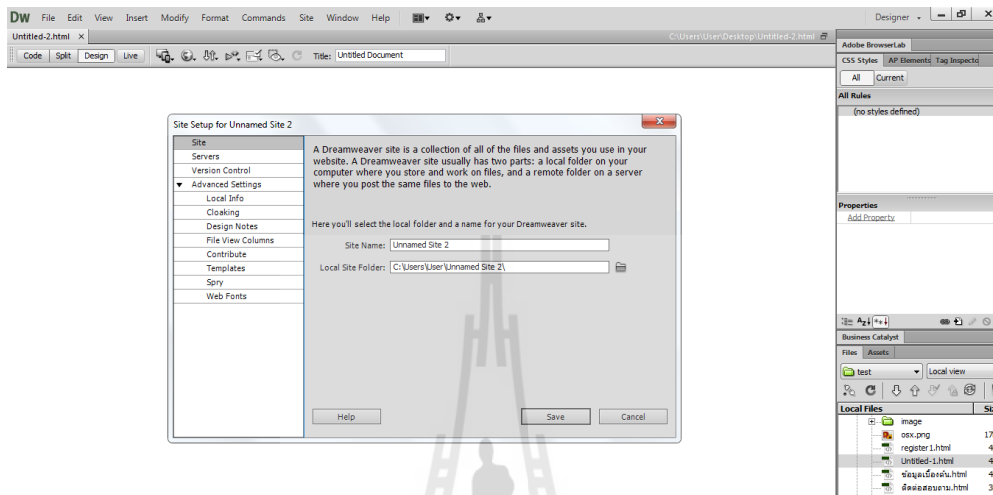 DW File Edit View Insert Modify Format Commands Site Window Help Designer
Untitled-2.html × C:\Users\User\Desktop\Untitled-2.html
Code Split Design Live Title: Untitled Document
Adobe BrowserLab
CSS Styles AP Elements Tag Inspecto
All Current
All Rules
(no styles defined)
Site Setup for Unnamed Site 2
Site
Servers
Version Control
Advanced Settings
Local Info
Cloaking
Design Notes
File View Columns
Contribute
Templates
Spry
Web Fonts
A Dreamweaver site is a collection of all of the files and assets you use in your
website. A Dreamweaver site usually has two parts: a local folder on your
computer where you store and work on files, and a remote folder on a server
where you post the same files to the web.
Here you'll select the local folder and a name for your Dreamweaver site.
Site Name: Unnamed Site 2
Local Site Folder: C:\Users\User\Unnamed Site 2\
Help Save Cancel
Properties
Add Property
Business Catalyst
Files Assets
test Local view
Local Files Si
image
osx.png 17
register1.html 4
Untitled-1.html 4
ข้อมูลเบื้องต้น.html 4
ติดต่อสอบถาม.html 3